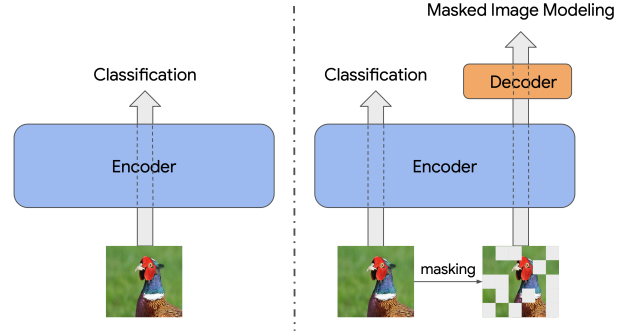 Classification
Encoder
Masked Image Modeling
Classification
Decoder
Encoder
masking